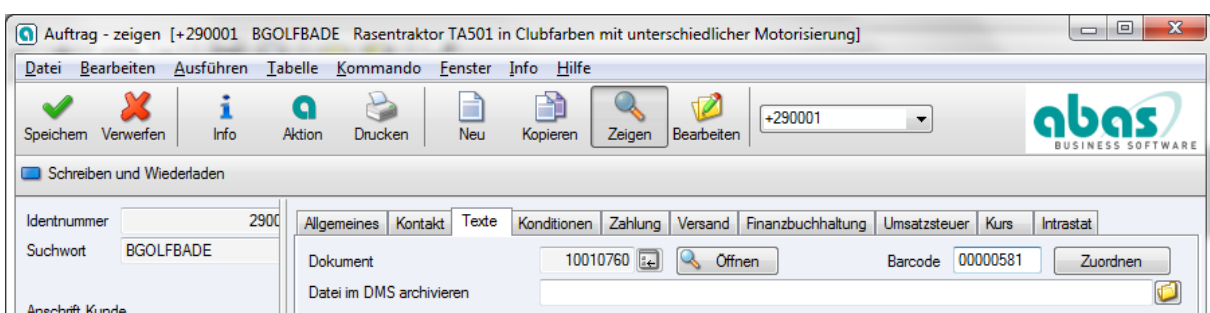 Auftrag - zeigen [+290001 BGOLFBADE Rasentraktor TA501 in Clubfarben mit unterschiedlicher Motorisierung]
Datei Bearbeiten Ausführen Tabelle Kommando Fenster Info Hilfe
Speichern Verwerfen Info Aktion Drucken Neu Kopieren Zeigen Bearbeiten +290001
abas
BUSINESS SOFTWARE
Schreiben und Wiederladen
Identnummer 2900
Allgemeines Kontakt Texte Konditionen Zahlung Versand Finanzbuchhaltung Umsatzsteuer Kurs Intrastat
Suchwort BGOLFBADE
Dokument 10010760 Öffnen Barcode 00000581 Zuordnen
Datei im DMS archivieren
Anschrift Kunde